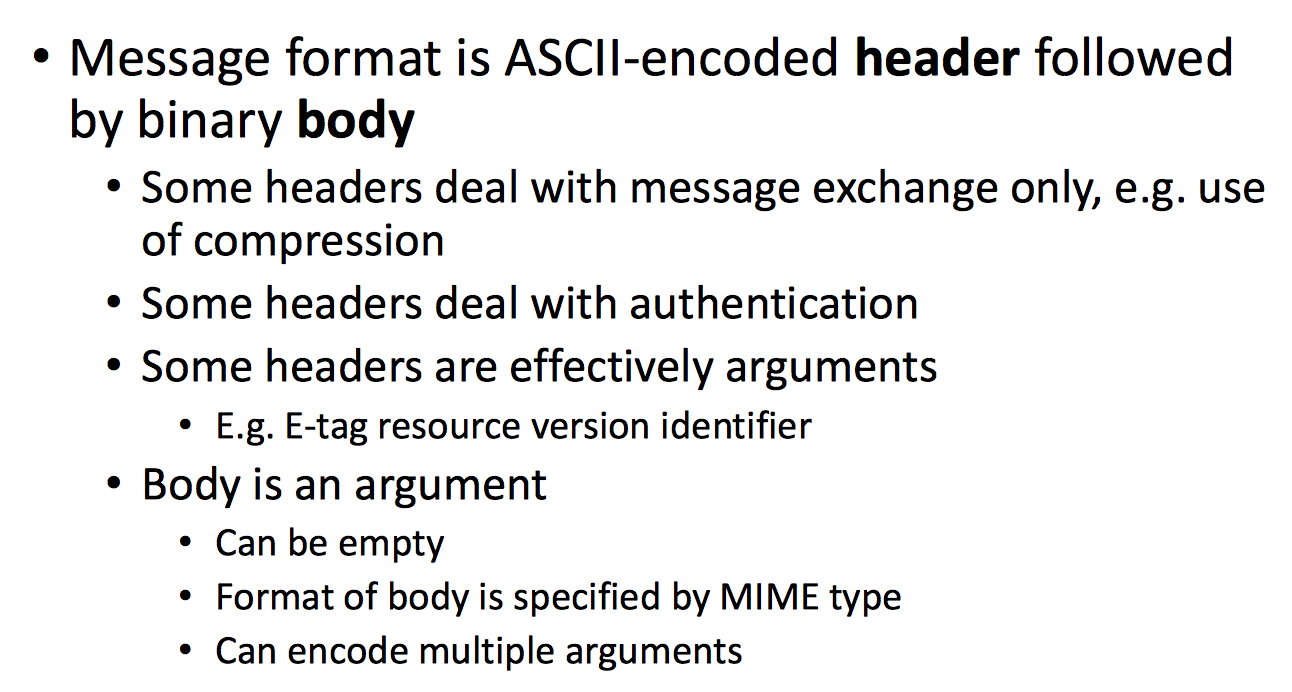 • Message format is ASCII-encoded header followed
by binary body
• Some headers deal with message exchange only, e.g. use
of compression
• Some headers deal with authentication
• Some headers are effectively arguments
• E.g. E-tag resource version identifier
• Body is an argument
• Can be empty
• Format of body is specified by MIME type
• Can encode multiple arguments